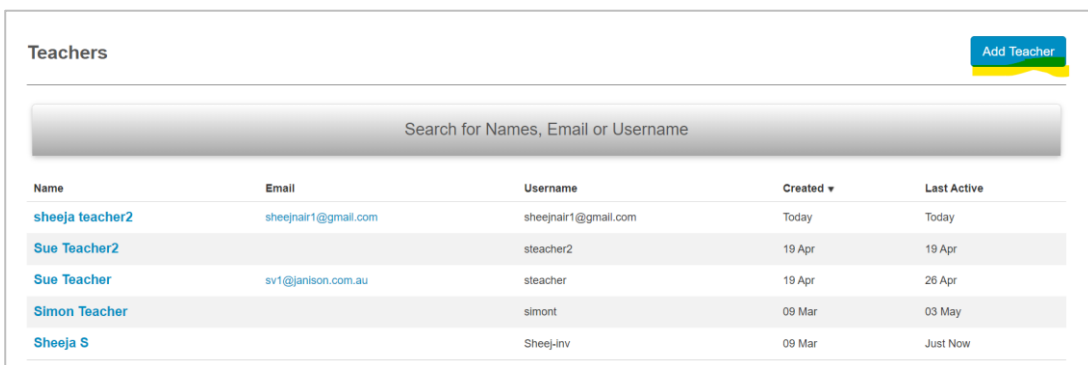 Teachers Add Teacher
Search for Names, Email or Username
Name Email Username Created ▼ Last Active
sheeja teacher2 sheejnair1@gmail.com sheejnair1@gmail.com Today Today
Sue Teacher2 steacher2 19 Apr 19 Apr
Sue Teacher sv1@janison.com.au steacher 19 Apr 26 Apr
Simon Teacher simont 09 Mar 03 May
Sheeja S Sheej-inv 09 Mar Just Now